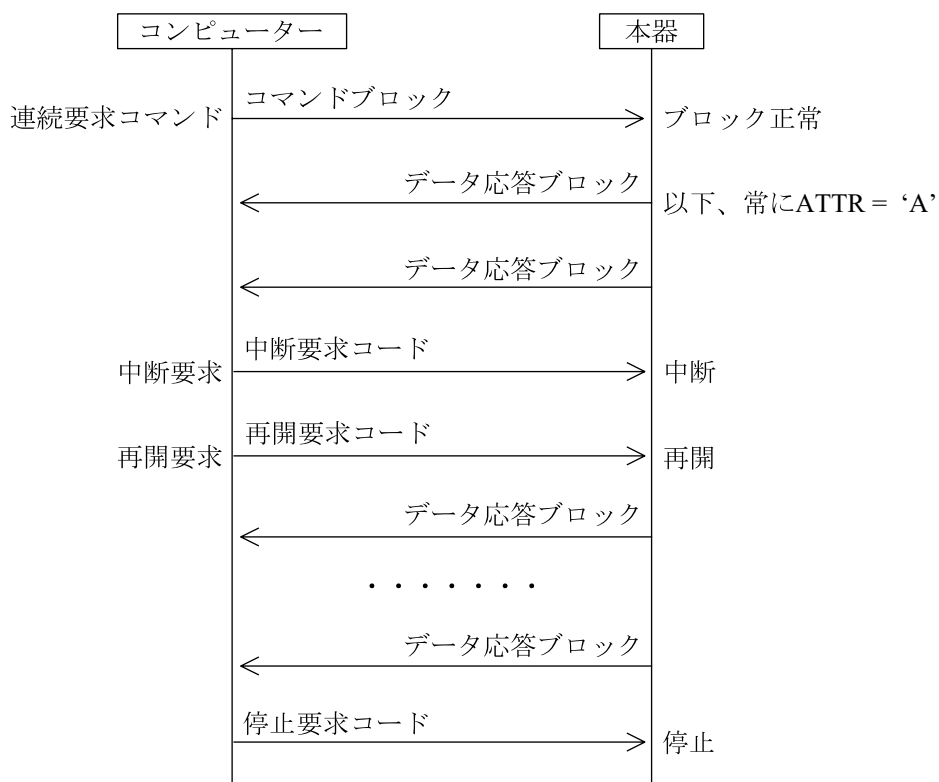 コンピューター 本器
コマンドブロック
連続要求コマンド ブロック正常
データ応答ブロック
以下、常にATTR = ‘A’
データ応答ブロック
中断要求コード
中断要求 中断
再開要求コード
再開要求 再開
データ応答ブロック
・・・・・・・
データ応答ブロック
停止要求コード
停止